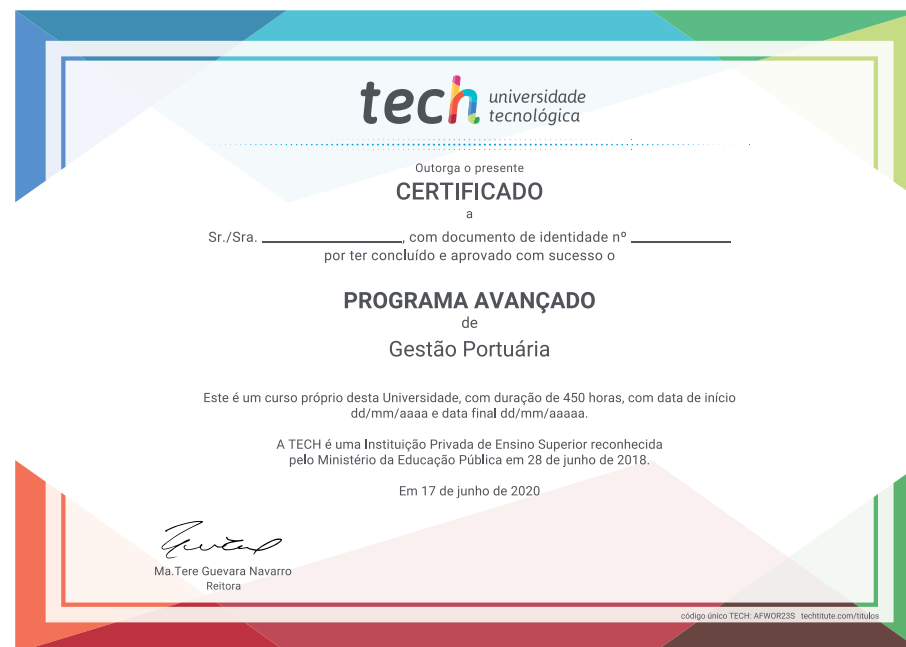 tech universidade
tecnológica
Outorga o presente
CERTIFICADO
a
Sr./Sra. ____________, com documento de identidade nº ____________
por ter concluído e aprovado com sucesso o
PROGRAMA AVANÇADO
de
Gestão Portuária
Este é um curso próprio desta Universidade, com duração de 450 horas, com data de início
dd/mm/aaaa e data final dd/mm/aaaaa.
A TECH é uma Instituição Privada de Ensino Superior reconhecida
pelo Ministério da Educação Pública em 28 de junho de 2018.
Em 17 de junho de 2020
Ma.Tere Guevara Navarro
Reitora
código único TECH: AFWOR23S techtitute.com/titulos